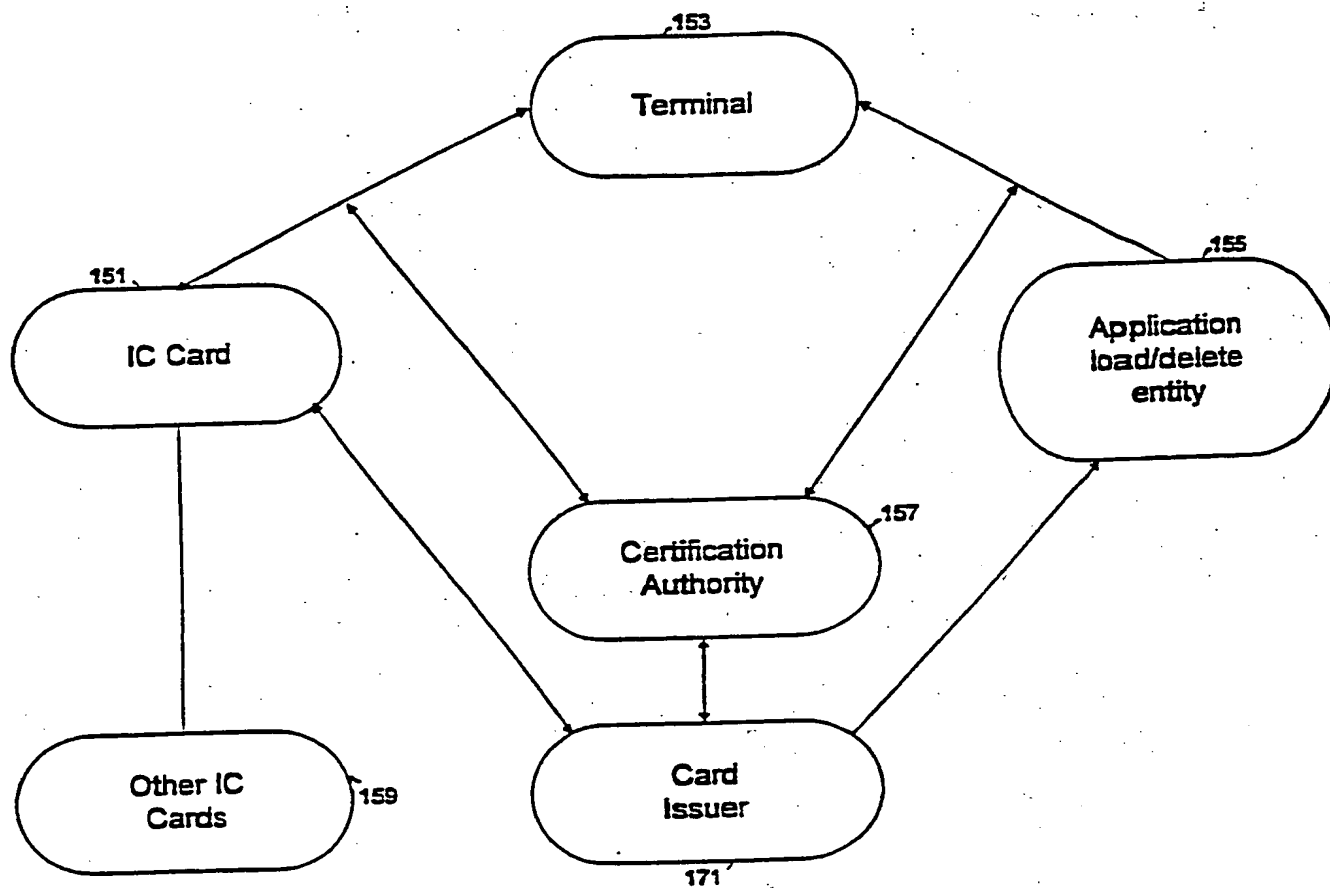 153
Terminal
151
IC Card
155
Application
load/delete
entity
157
Certification
Authority
Other IC
Cards
159
Card
Issuer
171